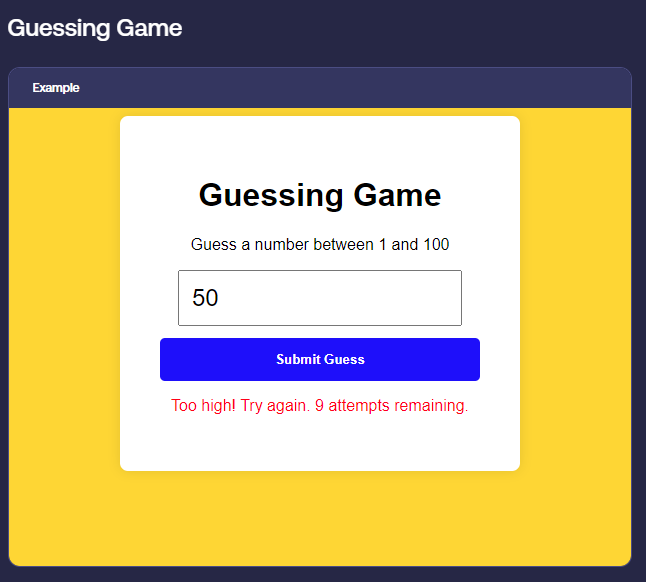 Guessing Game
Example
Guessing Game
Guess a number between 1 and 100
50
Submit Guess
Too high! Try again. 9 attempts remaining.